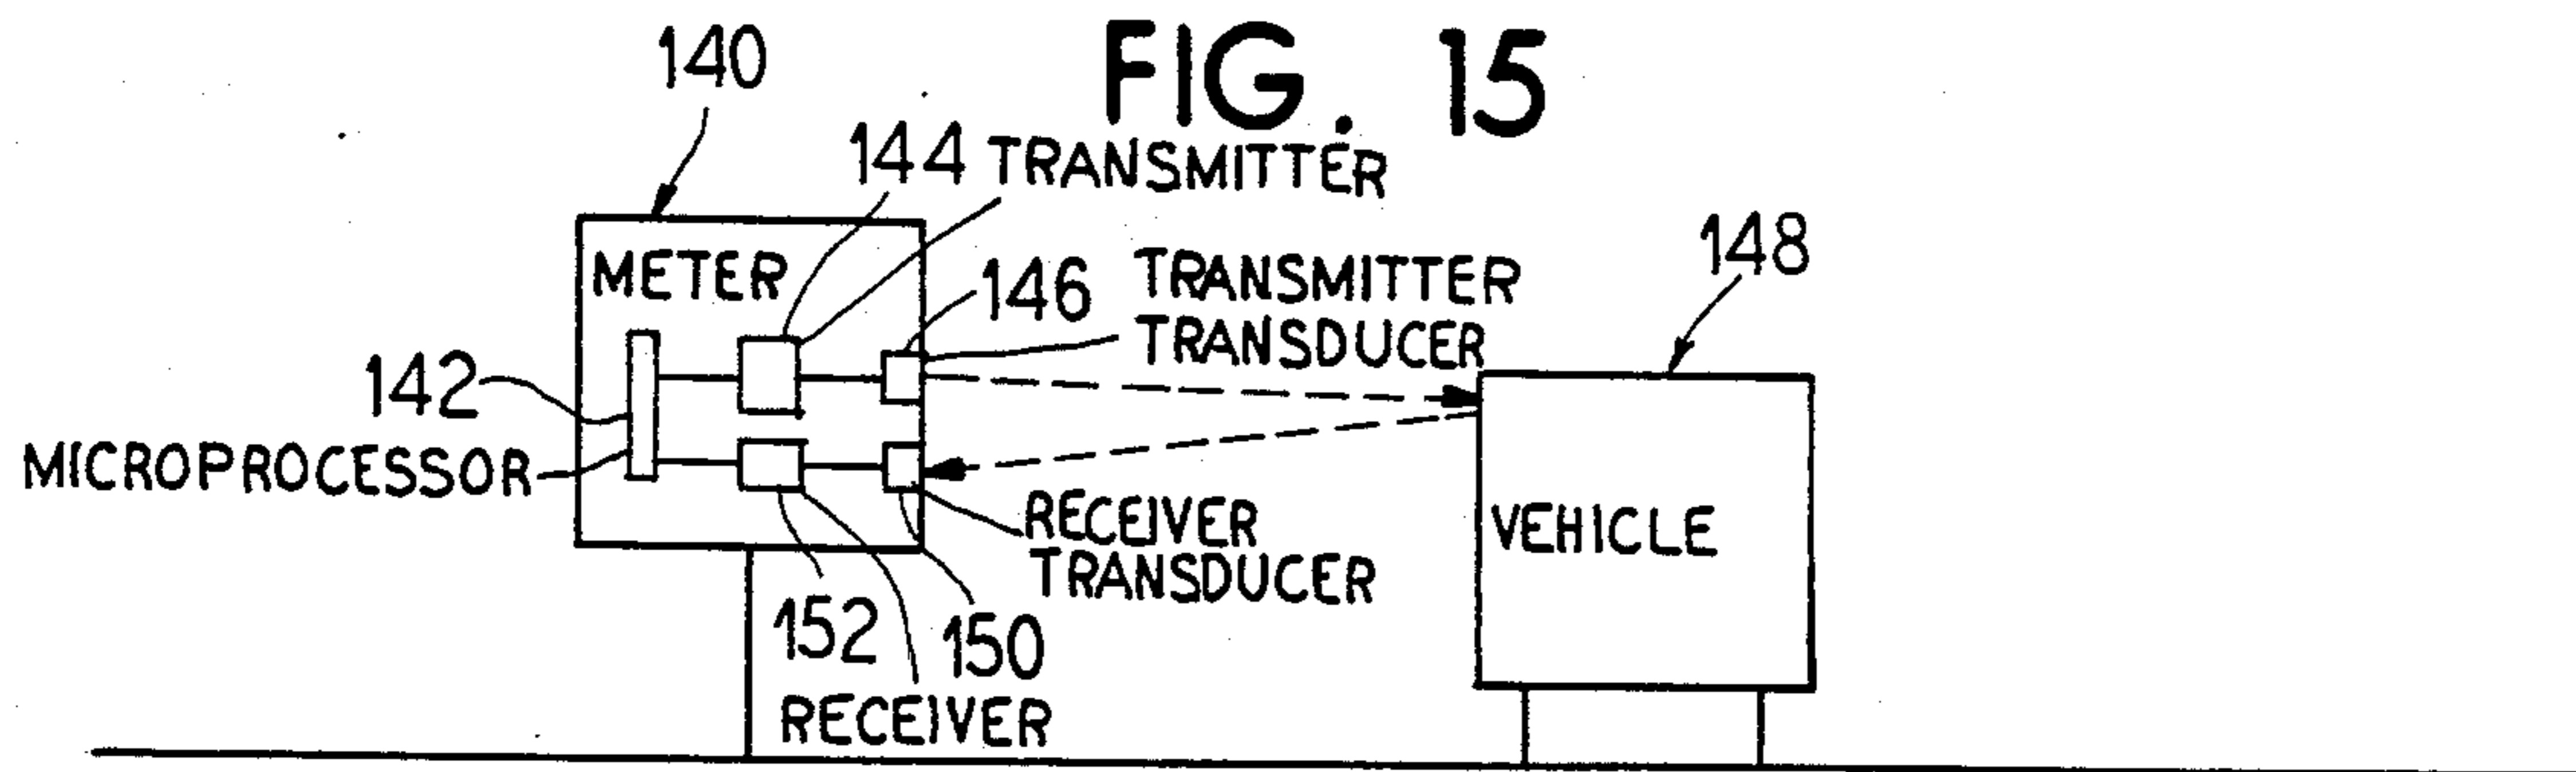 FIG. 15
140
144 TRANSMITTER
METER
146
TRANSMITTER
TRANSDUCER
148
142
MICROPROCESSOR
RECEIVER
TRANSDUCER
VEHICLE
152
150
RECEIVER